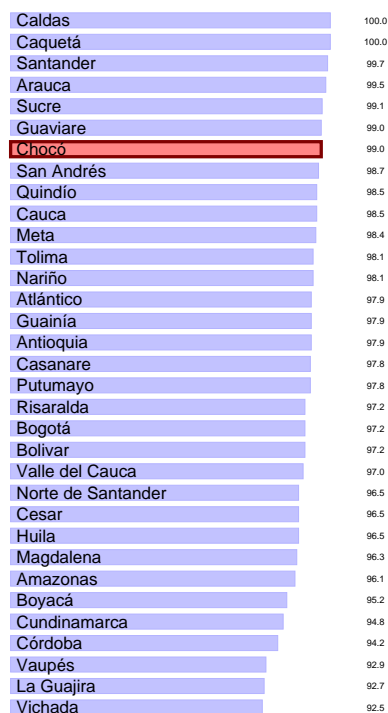 Caldas 100.0
Caquetá 100.0
Santander 99.7
Arauca 99.5
Sucre 99.1
Guaviare 99.0
Chocó 99.0
San Andrés 98.7
Quindío 98.5
Cauca 98.5
Meta 98.4
Tolima 98.1
Nariño 98.1
Atlántico 97.9
Guainía 97.9
Antioquia 97.9
Casanare 97.8
Putumayo 97.8
Risaralda 97.2
Bogotá 97.2
Bolivar 97.2
Valle del Cauca 97.0
Norte de Santander 96.5
Cesar 96.5
Huila 96.5
Magdalena 96.3
Amazonas 96.1
Boyacá 95.2
Cundinamarca 94.8
Córdoba 94.2
Vaupés 92.9
La Guajira 92.7
Vichada 92.5